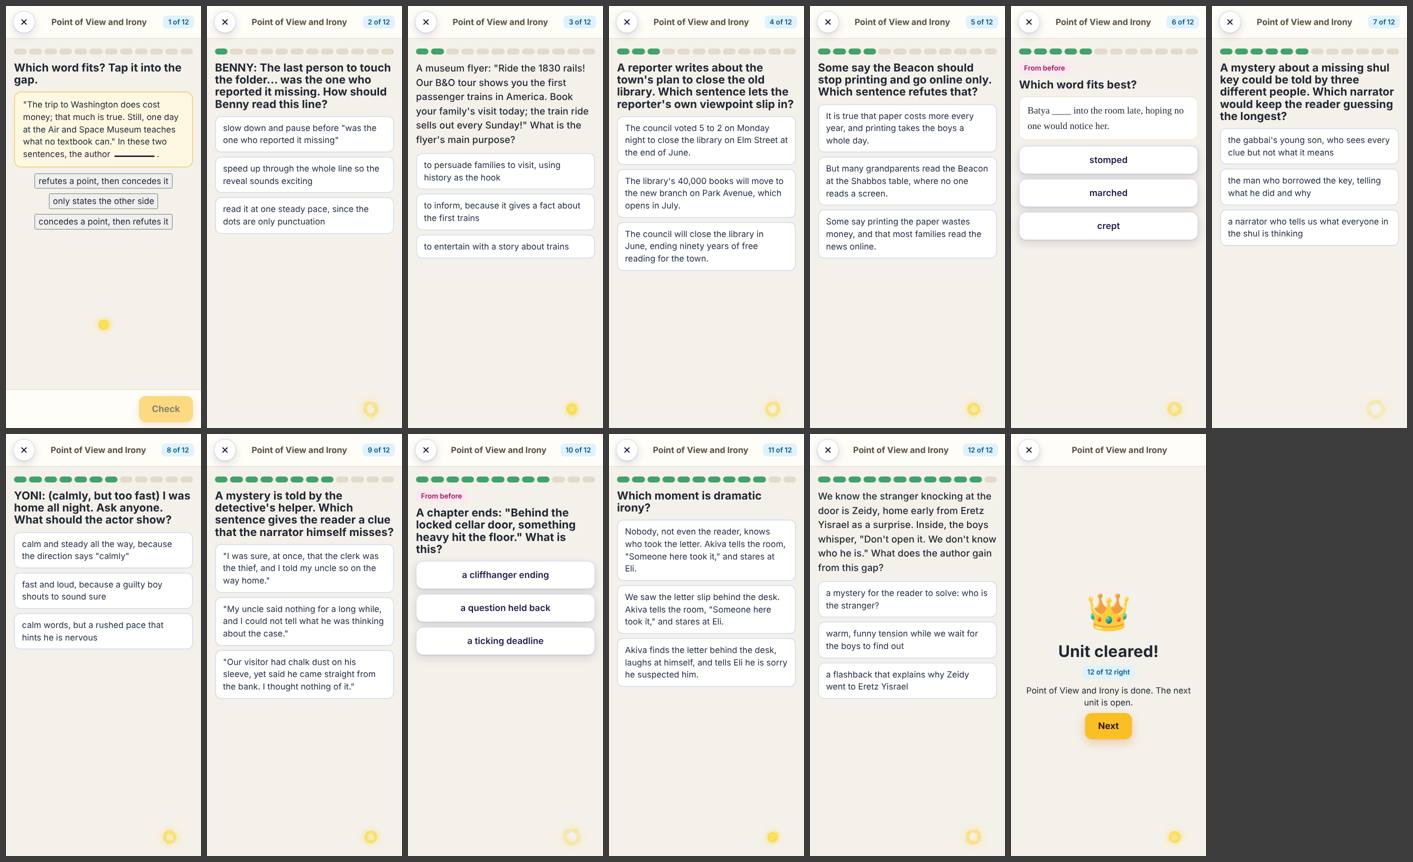 ✕ Point of View and Irony 1 of 12
Which word fits? Tap it into the
gap.
"The trip to Washington does cost
money; that much is true. Still, one day
at the Air and Space Museum teaches
what no textbook can." In these two
sentences, the author ______ .
refutes a point, then concedes it
only states the other side
concedes a point, then refutes it
Check
✕ Point of View and Irony 2 of 12
BENNY: The last person to touch
the folder... was the one who
reported it missing. How should
Benny read this line?
slow down and pause before "was the
one who reported it missing"
speed up through the whole line so the
reveal sounds exciting
read it at one steady pace, since the
dots are only punctuation
✕ Point of View and Irony 3 of 12
A museum flyer: "Ride the 1830 rails!
Our B&O tour shows you the first
passenger trains in America. Book
your family's visit today; the train ride
sells out every Sunday!" What is the
flyer's main purpose?
to persuade families to visit, using
history as the hook
to inform, because it gives a fact about
the first trains
to entertain with a story about trains
✕ Point of View and Irony 4 of 12
A reporter writes about the
town's plan to close the old
library. Which sentence lets the
reporter's own viewpoint slip in?
The council voted 5 to 2 on Monday
night to close the library on Elm Street at
the end of June.
The library's 40,000 books will move to
the new branch on Park Avenue, which
opens in July.
The council will close the library in
June, ending ninety years of free
reading for the town.
✕ Point of View and Irony 5 of 12
Some say the Beacon should
stop printing and go online only.
Which sentence refutes that?
It is true that paper costs more every
year, and printing takes the boys a
whole day.
But many grandparents read the Beacon
at the Shabbos table, where no one
reads a screen.
Some say printing the paper wastes
money, and that most families read the
news online.
✕ Point of View and Irony 6 of 12
From before
Which word fits best?
Batya ____ into the room late, hoping no
one would notice her.
stomped
marched
crept
✕ Point of View and Irony 7 of 12
A mystery about a missing shul
key could be told by three
different people. Which narrator
would keep the reader guessing
the longest?
the gabbai's young son, who sees every
clue but not what it means
the man who borrowed the key, telling
what he did and why
a narrator who tells us what everyone in
the shul is thinking
✕ Point of View and Irony 8 of 12
YONI: (calmly, but too fast) I was
home all night. Ask anyone.
What should the actor show?
calm and steady all the way, because
the direction says "calmly"
fast and loud, because a guilty boy
shouts to sound sure
calm words, but a rushed pace that
hints he is nervous
✕ Point of View and Irony 9 of 12
A mystery is told by the
detective's helper. Which
sentence gives the reader a clue
that the narrator himself misses?
"I was sure, at once, that the clerk was
the thief, and I told my uncle so on the
way home."
"My uncle said nothing for a long while,
and I could not tell what he was thinking
about the case."
"Our visitor had chalk dust on his
sleeve, yet said he came straight from
the bank. I thought nothing of it."
✕ Point of View and Irony 10 of 12
From before
A chapter ends: "Behind the
locked cellar door, something
heavy hit the floor." What is
this?
a cliffhanger ending
a question held back
a ticking deadline
✕ Point of View and Irony 11 of 12
Which moment is dramatic
irony?
Nobody, not even the reader, knows
who took the letter. Akiva tells the room,
"Someone here took it," and stares at
Eli.
We saw the letter slip behind the desk.
Akiva tells the room, "Someone here
took it," and stares at Eli.
Akiva finds the letter behind the desk,
laughs at himself, and tells Eli he is sorry
he suspected him.
✕ Point of View and Irony 12 of 12
We know the stranger knocking at the
door is Zeidy, home early from Eretz
Yisrael as a surprise. Inside, the boys
whisper, "Don't open it. We don't know
who he is." What does the author gain
from this gap?
a mystery for the reader to solve: who is
the stranger?
warm, funny tension while we wait for
the boys to find out
a flashback that explains why Zeidy
went to Eretz Yisrael
✕ Point of View and Irony
Unit cleared!
12 of 12 right
Point of View and Irony is done. The next
unit is open.
Next